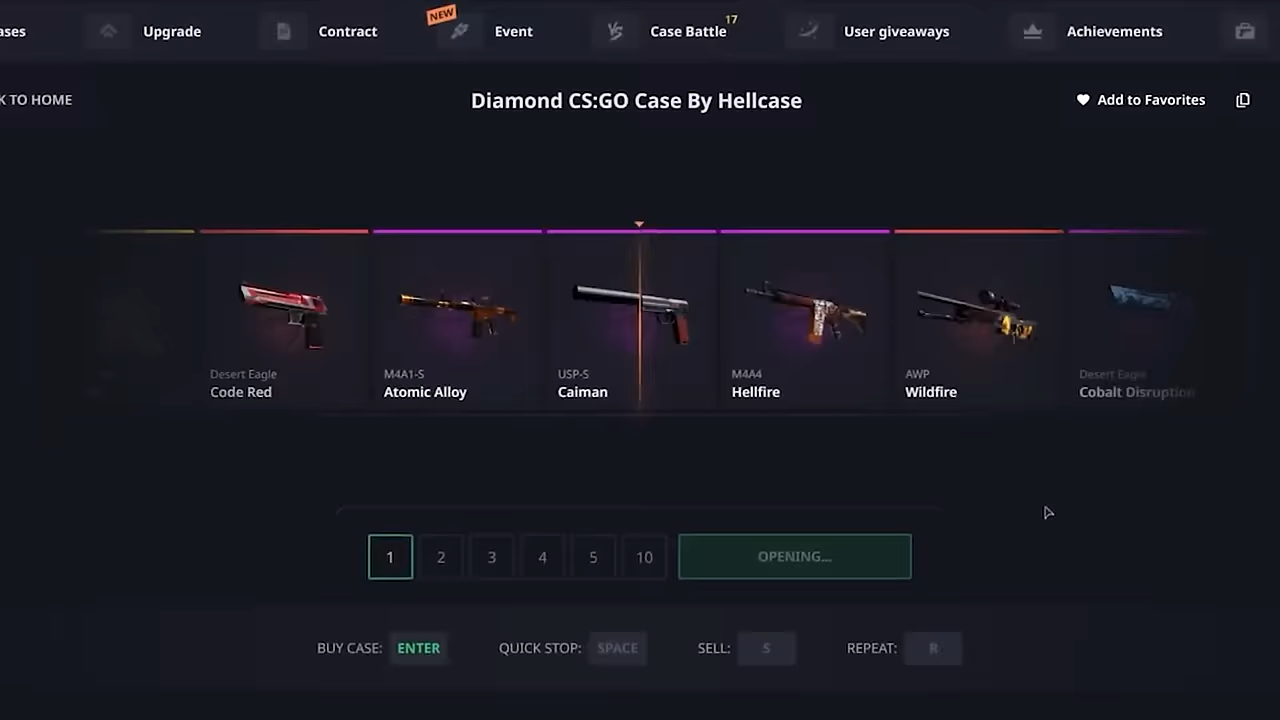 ases
Upgrade
Contract
NEW
Event
Case Battle
17
User giveaways
Achievements
K TO HOME
Diamond CS:GO Case By Hellcase
Add to Favorites
Desert Eagle
Code Red
M4A1-S
Atomic Alloy
USP-S
Caiman
M4A4
Hellfire
AWP
Wildfire
Desert Eagle
Cobalt Disruption
1
2
3
4
5
10
OPENING...
BUY CASE: ENTER
QUICK STOP: SPACE
SELL: S
REPEAT: R